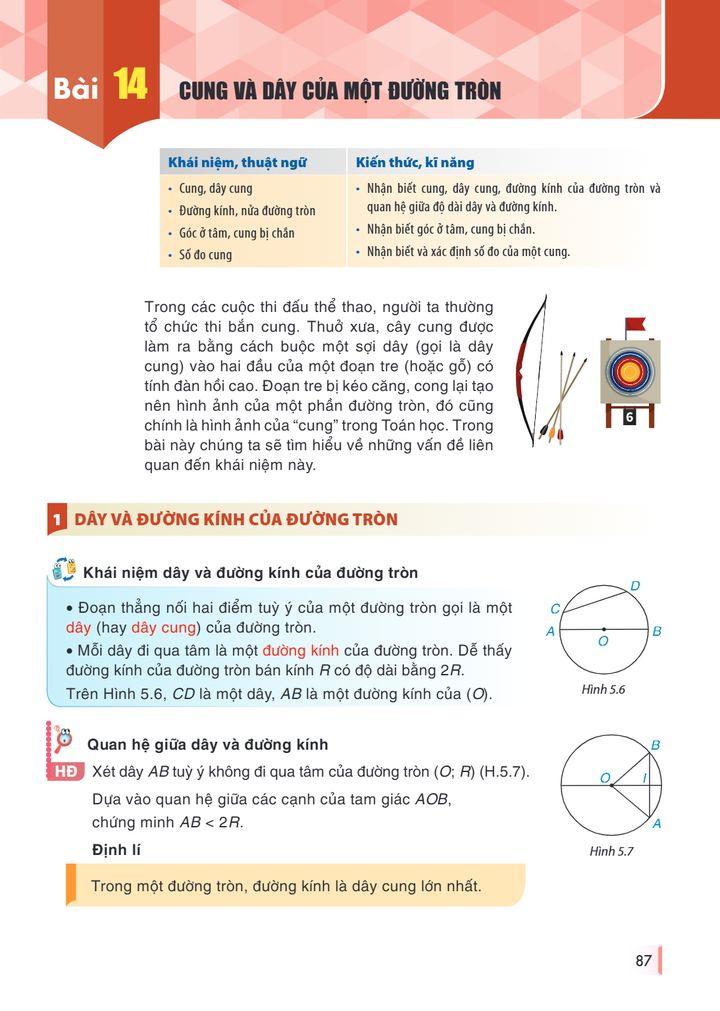 Bài 14
CUNG VÀ DÂY CỦA MỘT ĐƯỜNG TRÒN
Khái niệm, thuật ngữ
• Cung, dây cung
• Đường kính, nửa đường tròn
• Góc ở tâm, cung bị chắn
• Số đo cung
Kiến thức, kĩ năng
• Nhận biết cung, dây cung, đường kính của đường tròn và
quan hệ giữa độ dài dây và đường kính.
• Nhận biết góc ở tâm, cung bị chắn.
• Nhận biết và xác định số đo của một cung.
Trong các cuộc thi đấu thể thao, người ta thường
tổ chức thi bắn cung. Thuở xưa, cây cung được
làm ra bằng cách buộc một sợi dây (gọi là dây
cung) vào hai đầu của một đoạn tre (hoặc gỗ) có
tính đàn hồi cao. Đoạn tre bị kéo căng, cong lại tạo
nên hình ảnh của một phần đường tròn, đó cũng
chính là hình ảnh của “cung” trong Toán học. Trong
bài này chúng ta sẽ tìm hiểu về những vấn đề liên
quan đến khái niệm này.
6
1 DÂY VÀ ĐƯỜNG KÍNH CỦA ĐƯỜNG TRÒN
Khái niệm dây và đường kính của đường tròn
• Đoạn thẳng nối hai điểm tuỳ ý của một đường tròn gọi là một
dây (hay dây cung) của đường tròn.
• Mỗi dây đi qua tâm là một đường kính của đường tròn. Dễ thấy
đường kính của đường tròn bán kính R có độ dài bằng 2R.
Trên Hình 5.6, CD là một dây, AB là một đường kính của (O).
D
C
A
B
O
Hình 5.6
Quan hệ giữa dây và đường kính
HĐ Xét dây AB tuỳ ý không đi qua tâm của đường tròn (O; R) (H.5.7).
Dựa vào quan hệ giữa các cạnh của tam giác AOB,
chứng minh AB < 2R.
B
O
I
A
Hình 5.7
Định lí
Trong một đường tròn, đường kính là dây cung lớn nhất.
87